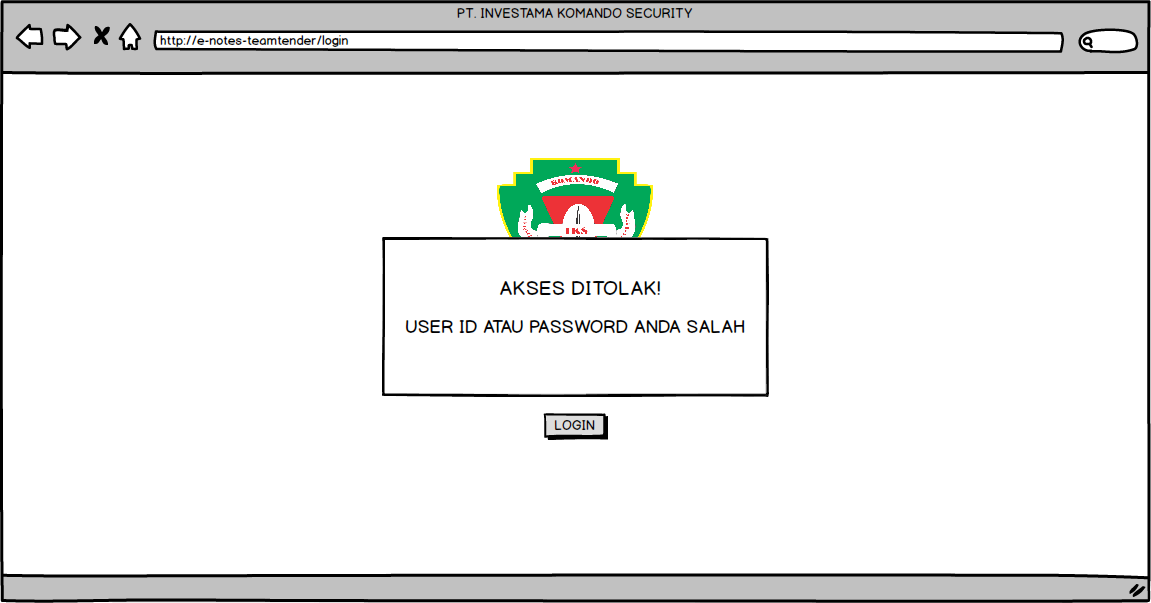 PT. INVESTAMA KOMANDO SECURITY
http://e-notes-teamtender/login
KOMANDO
IKS
AKSES DITOLAK!
USER ID ATAU PASSWORD ANDA SALAH
LOGIN